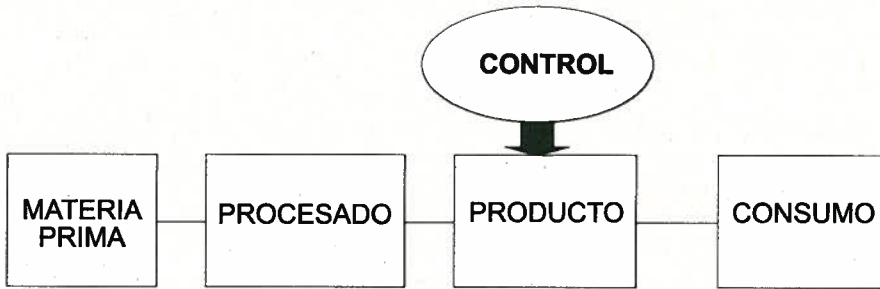 CONTROL
MATERIA
PRIMA
PROCESADO
PRODUCTO
CONSUMO